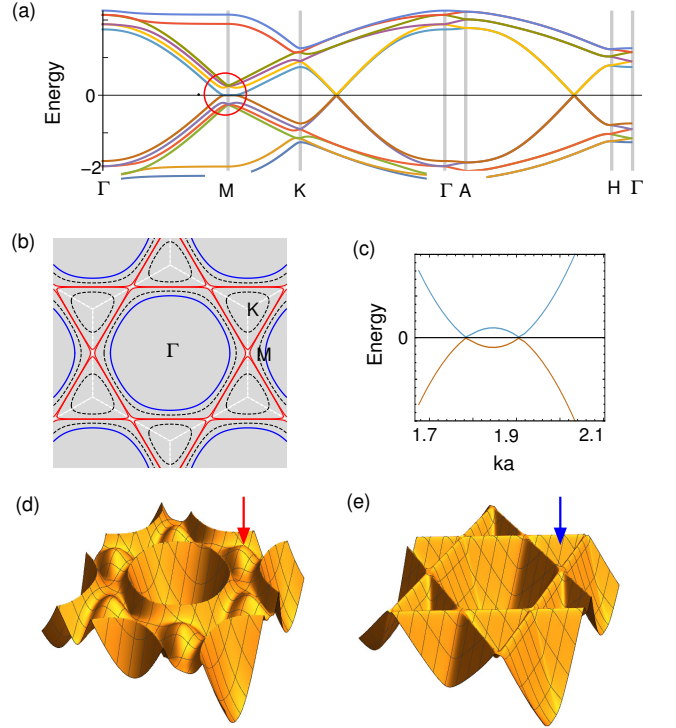 (a)
Energy
0
−2
Γ M K Γ A H Γ
(b)
K
Γ
M
(c)
Energy
0
1.7 1.9 2.1
ka
(d)
(e)